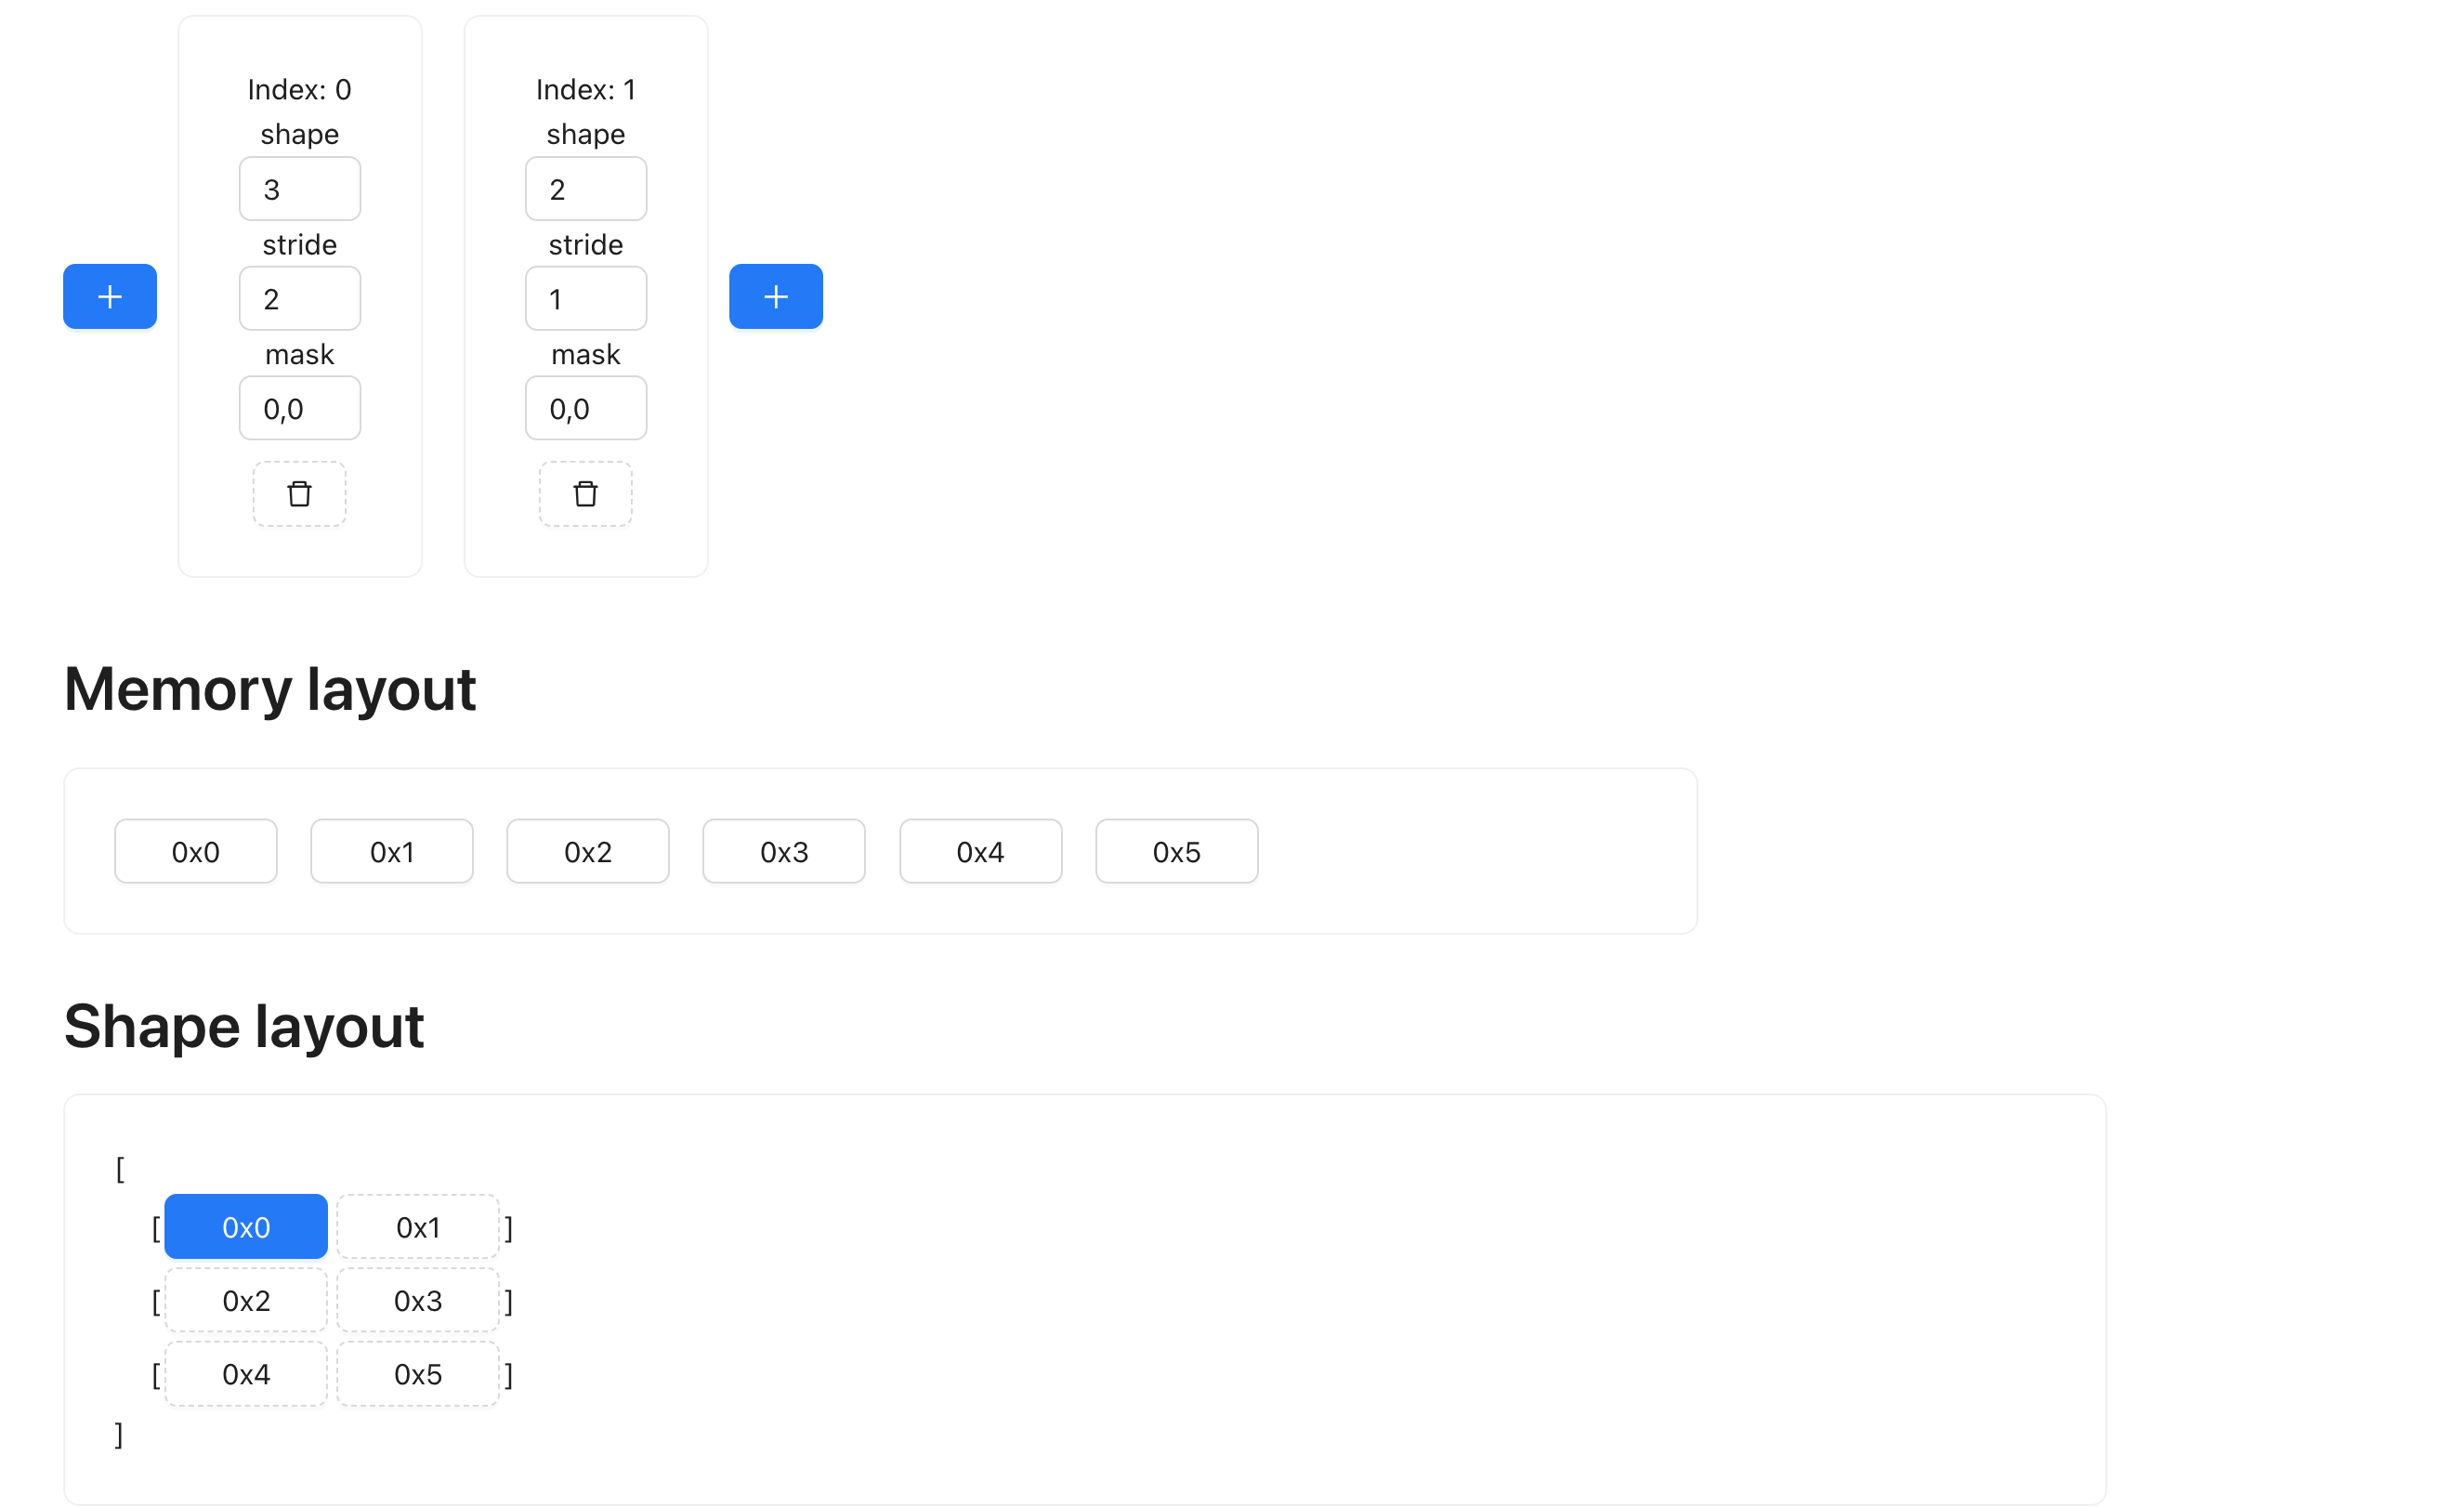 Index: 0 Index: 1
shape shape
3 2
stride stride
2 1
+ +
mask mask
0,0 0,0
Memory layout
0x0 0x1 0x2 0x3 0x4 0x5
Shape layout
[
[ 0x0 0x1 ]
[ 0x2 0x3 ]
[ 0x4 0x5 ]
]